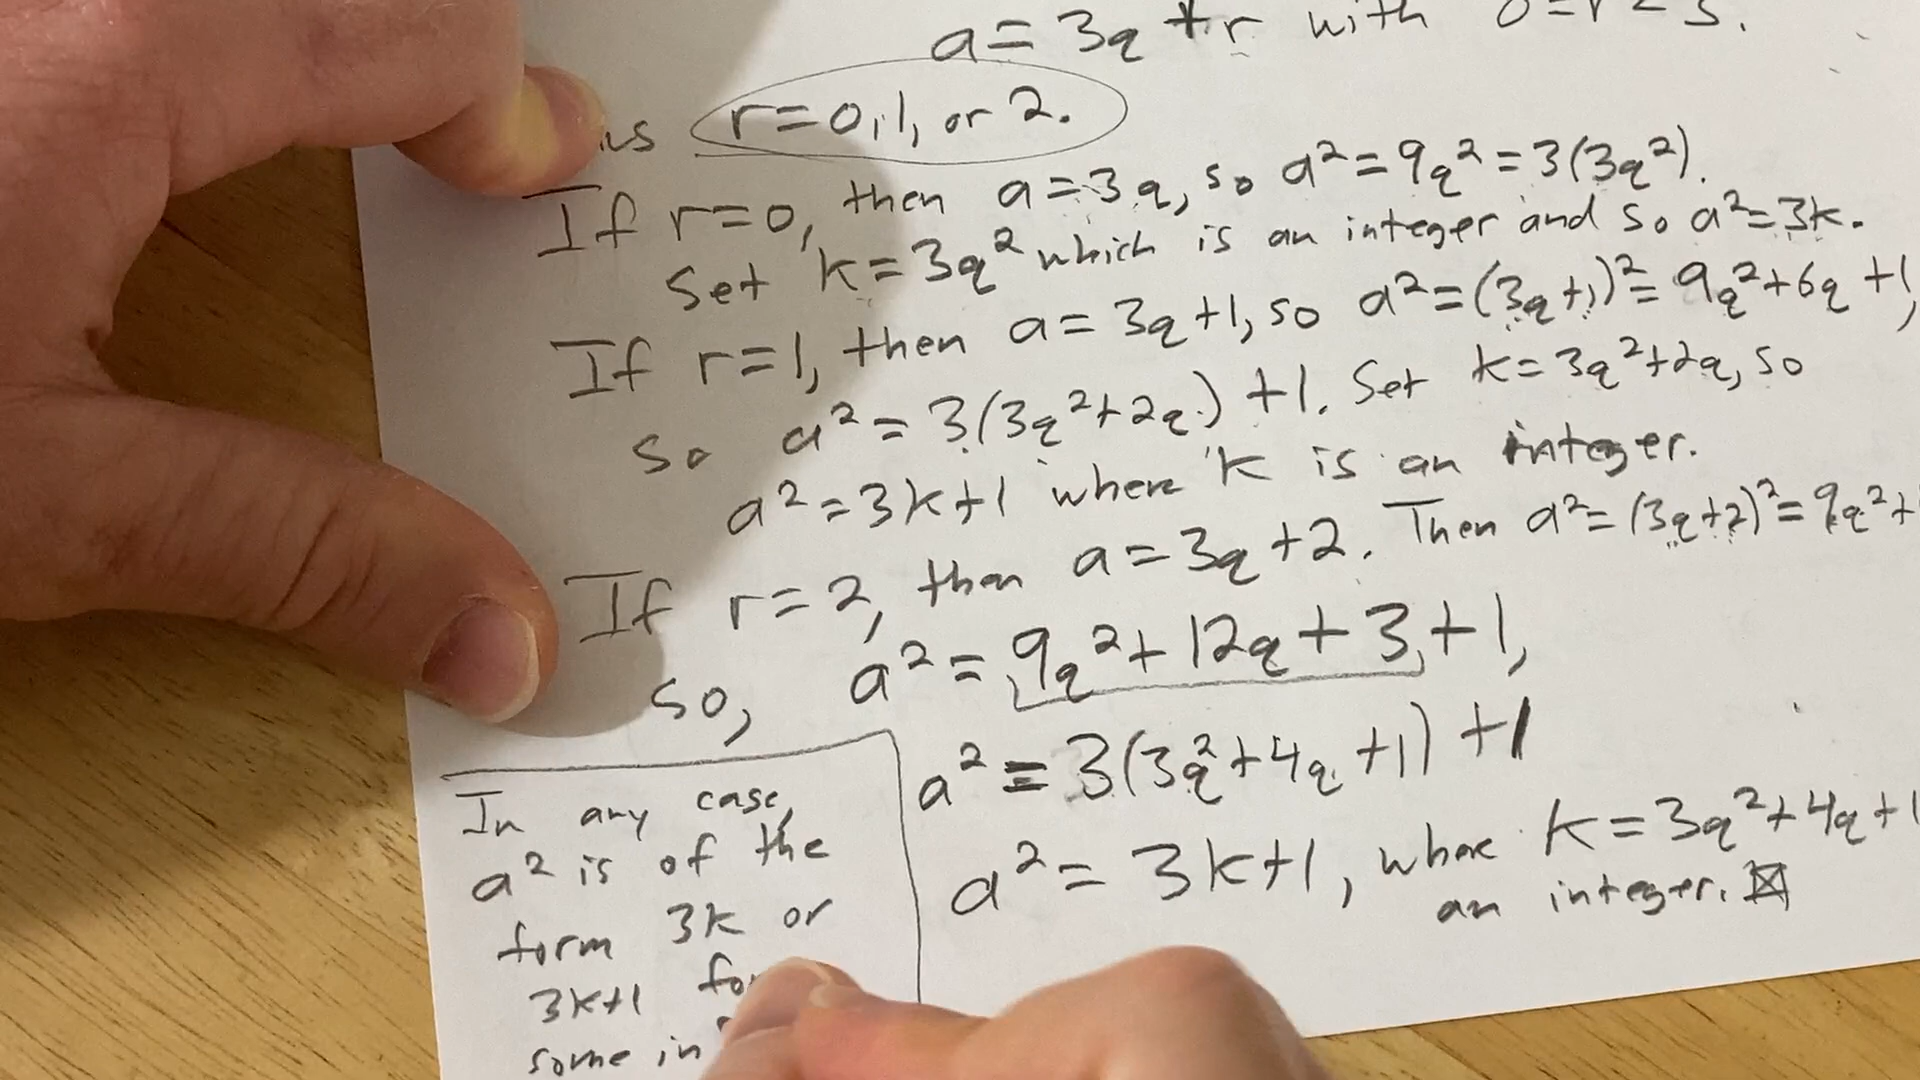 a = 3q + r with 0 ≤ r < 3.
r = 0, 1, or 2.
If r = 0, then a = 3q, so a² = 9q² = 3(3q²).
Set k = 3q² which is an integer and so a² = 3k.
If r = 1, then a = 3q + 1, so a² = (3q + 1)² = 9q² + 6q + 1,
so a² = 3(3q² + 2q) + 1. Set k = 3q² + 2q, so
a² = 3k + 1 where k is an integer.
If r = 2, then a = 3q + 2. Then a² = (3q + 2)² = 9q² +
so, a² = 9q² + 12q + 3 + 1,
a² = 3(3q² + 4q + 1) + 1
a² = 3k + 1, where k = 3q² + 4q + 1
an integer. ☒
In any case,
a² is of the
form 3k or
3k+1
some